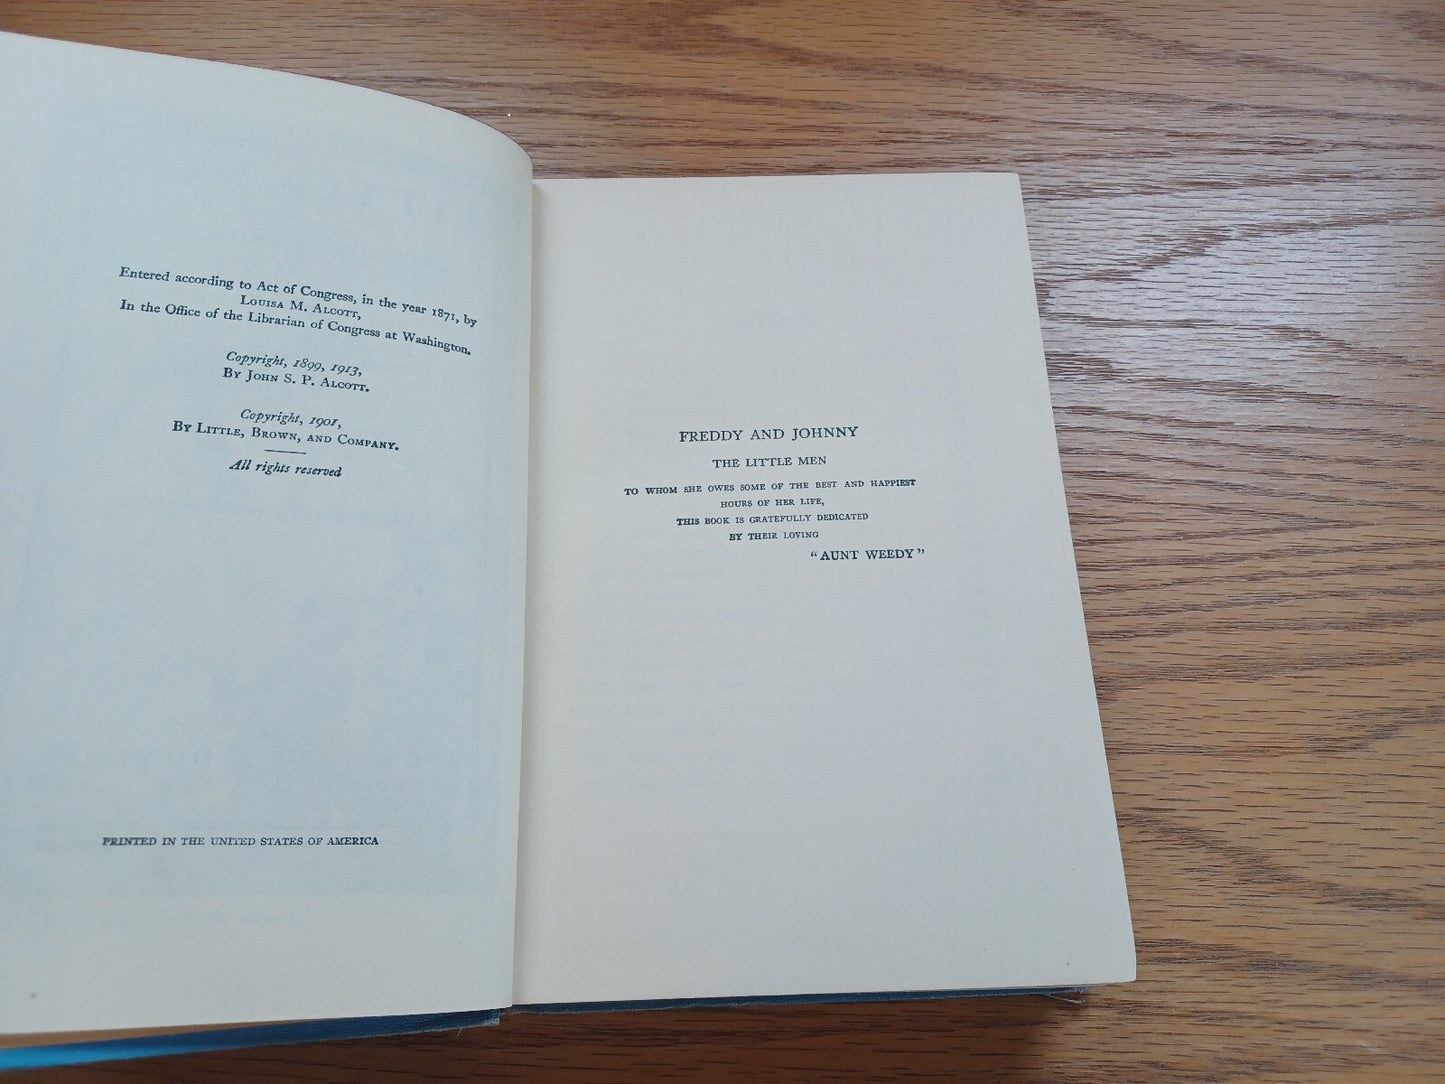 Entered according to Act of Congress, in the year 1871, by
LOUISA M. ALCOTT,
In the Office of the Librarian of Congress at Washington.
Copyright, 1899, 1913,
BY JOHN S. P. ALCOTT.
Copyright, 1901,
BY LITTLE, BROWN, AND COMPANY.
All rights reserved
PRINTED IN THE UNITED STATES OF AMERICA
FREDDY AND JOHNNY
THE LITTLE MEN
TO WHOM SHE OWES SOME OF THE BEST AND HAPPIEST
HOURS OF HER LIFE,
THIS BOOK IS GRATEFULLY DEDICATED
BY THEIR LOVING
"AUNT WEEDY"